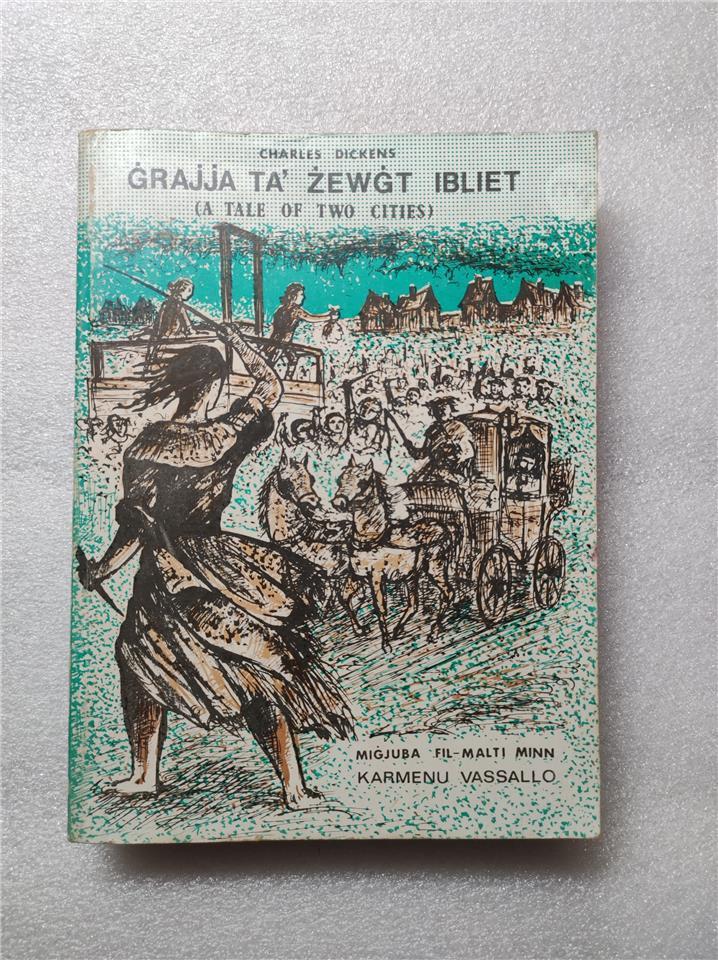 CHARLES DICKENS
ĠRAJJA TA' ŻEWĠT IBLIET
(A TALE OF TWO CITIES)
MIĠJUBA FIL-MALTI MINN
KARMENU VASSALLO